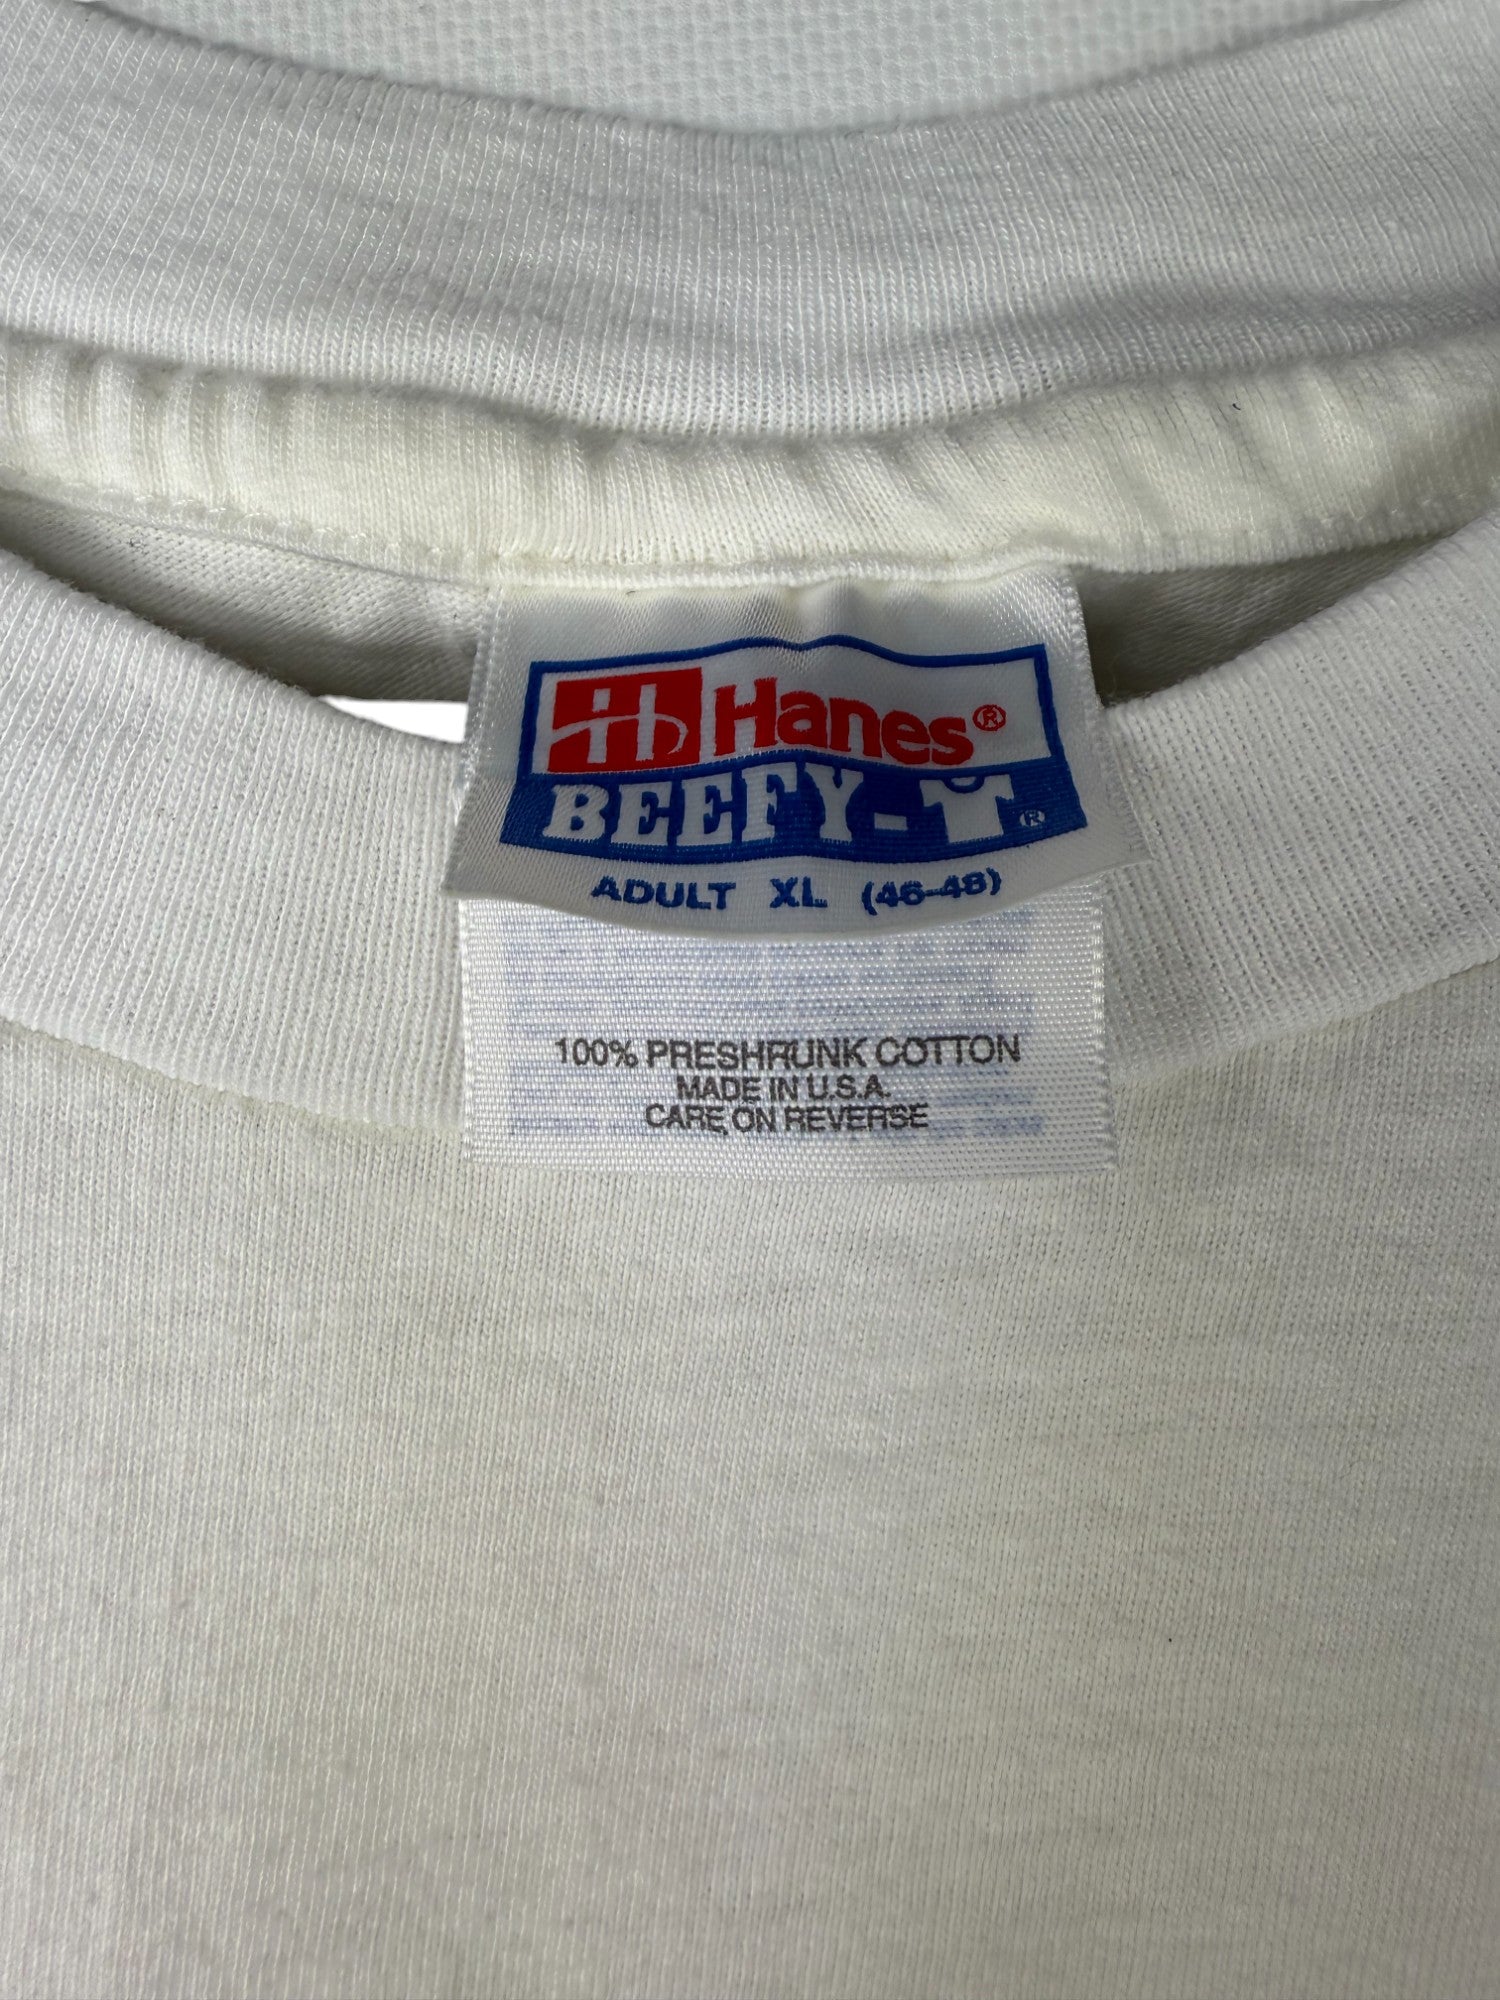 Hanes®
BEEFY-T®
ADULT XL (46-48)
100% PRESHRUNK COTTON
MADE IN U.S.A.
CARE ON REVERSE